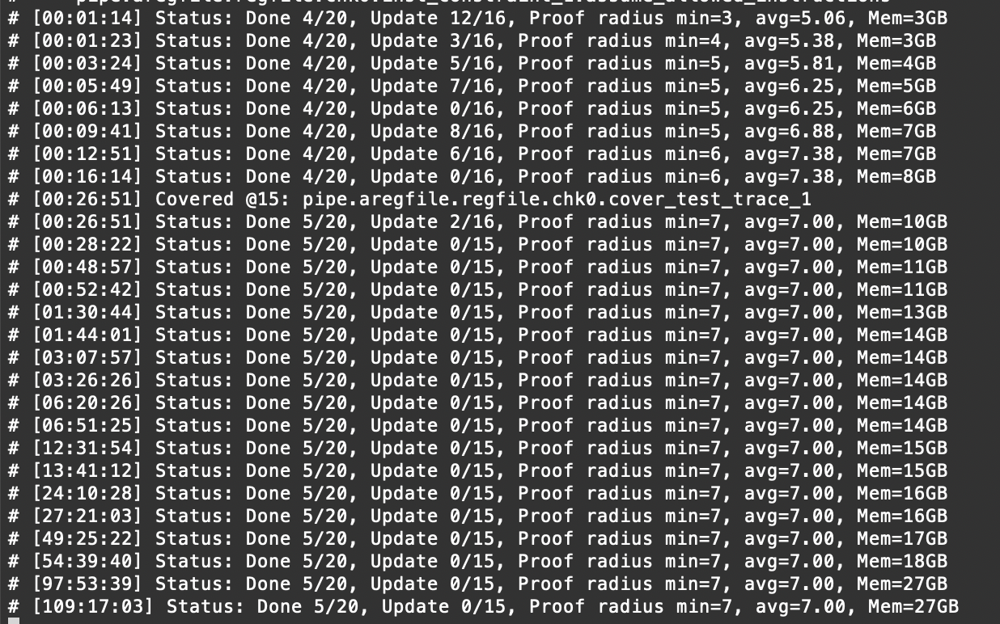 # pipe.aregfile.regfile.chk0.inst_constraint_1.assume_allowed_instructions
# [00:01:14] Status: Done 4/20, Update 12/16, Proof radius min=3, avg=5.06, Mem=3GB
# [00:01:23] Status: Done 4/20, Update 3/16, Proof radius min=4, avg=5.38, Mem=3GB
# [00:03:24] Status: Done 4/20, Update 5/16, Proof radius min=5, avg=5.81, Mem=4GB
# [00:05:49] Status: Done 4/20, Update 7/16, Proof radius min=5, avg=6.25, Mem=5GB
# [00:06:13] Status: Done 4/20, Update 0/16, Proof radius min=5, avg=6.25, Mem=6GB
# [00:09:41] Status: Done 4/20, Update 8/16, Proof radius min=5, avg=6.88, Mem=7GB
# [00:12:51] Status: Done 4/20, Update 6/16, Proof radius min=6, avg=7.38, Mem=7GB
# [00:16:14] Status: Done 4/20, Update 0/16, Proof radius min=6, avg=7.38, Mem=8GB
# [00:26:51] Covered @15: pipe.aregfile.regfile.chk0.cover_test_trace_1
# [00:26:51] Status: Done 5/20, Update 2/16, Proof radius min=7, avg=7.00, Mem=10GB
# [00:28:22] Status: Done 5/20, Update 0/15, Proof radius min=7, avg=7.00, Mem=10GB
# [00:48:57] Status: Done 5/20, Update 0/15, Proof radius min=7, avg=7.00, Mem=11GB
# [00:52:42] Status: Done 5/20, Update 0/15, Proof radius min=7, avg=7.00, Mem=11GB
# [01:30:44] Status: Done 5/20, Update 0/15, Proof radius min=7, avg=7.00, Mem=13GB
# [01:44:01] Status: Done 5/20, Update 0/15, Proof radius min=7, avg=7.00, Mem=14GB
# [03:07:57] Status: Done 5/20, Update 0/15, Proof radius min=7, avg=7.00, Mem=14GB
# [03:26:26] Status: Done 5/20, Update 0/15, Proof radius min=7, avg=7.00, Mem=14GB
# [06:20:26] Status: Done 5/20, Update 0/15, Proof radius min=7, avg=7.00, Mem=14GB
# [06:51:25] Status: Done 5/20, Update 0/15, Proof radius min=7, avg=7.00, Mem=14GB
# [12:31:54] Status: Done 5/20, Update 0/15, Proof radius min=7, avg=7.00, Mem=15GB
# [13:41:12] Status: Done 5/20, Update 0/15, Proof radius min=7, avg=7.00, Mem=15GB
# [24:10:28] Status: Done 5/20, Update 0/15, Proof radius min=7, avg=7.00, Mem=16GB
# [27:21:03] Status: Done 5/20, Update 0/15, Proof radius min=7, avg=7.00, Mem=16GB
# [49:25:22] Status: Done 5/20, Update 0/15, Proof radius min=7, avg=7.00, Mem=17GB
# [54:39:40] Status: Done 5/20, Update 0/15, Proof radius min=7, avg=7.00, Mem=18GB
# [97:53:39] Status: Done 5/20, Update 0/15, Proof radius min=7, avg=7.00, Mem=27GB
# [109:17:03] Status: Done 5/20, Update 0/15, Proof radius min=7, avg=7.00, Mem=27GB